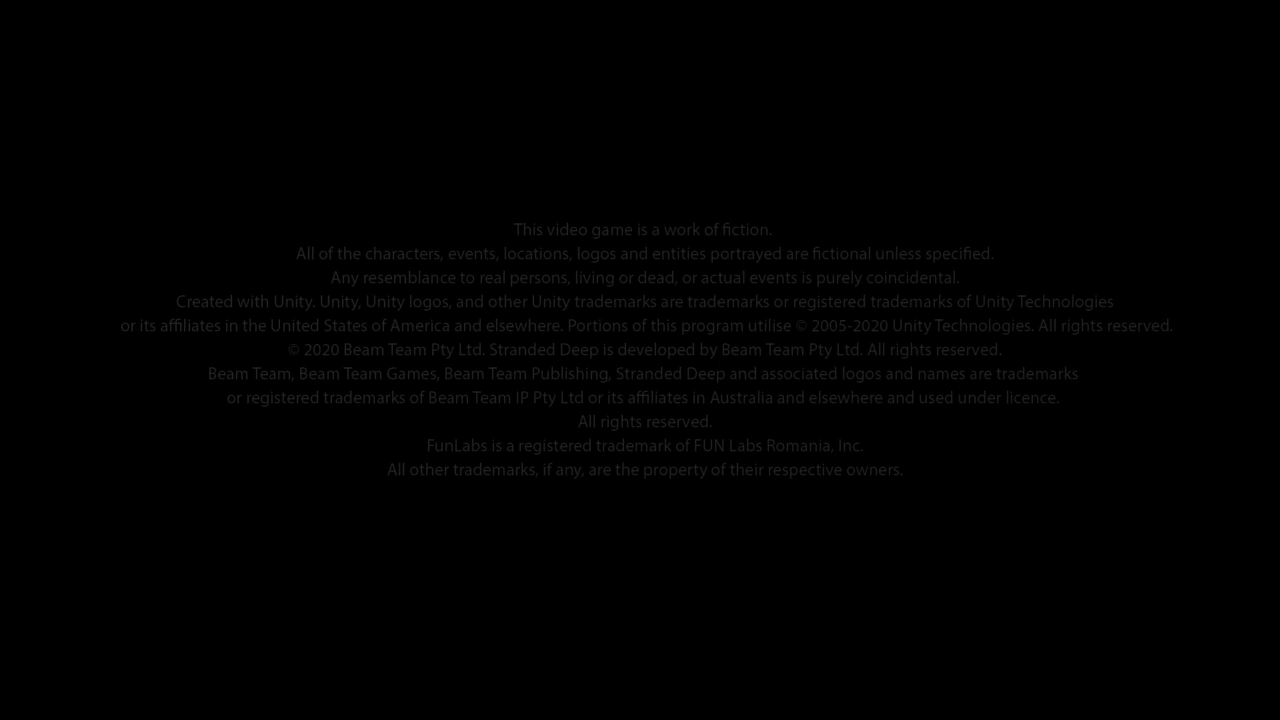 This video game is a work of fiction.
All of the characters, events, locations, logos and entities portrayed are fictional unless specified.
Any resemblance to real persons, living or dead, or actual events is purely coincidental.
Created with Unity. Unity, Unity logos, and other Unity trademarks are trademarks or registered trademarks of Unity Technologies
or its affiliates in the United States of America and elsewhere. Portions of this program utilise © 2005-2020 Unity Technologies. All rights reserved.
© 2020 Beam Team Pty Ltd. Stranded Deep is developed by Beam Team Pty Ltd. All rights reserved.
Beam Team, Beam Team Games, Beam Team Publishing, Stranded Deep and associated logos and names are trademarks
or registered trademarks of Beam Team IP Pty Ltd or its affiliates in Australia and elsewhere and used under licence.
All rights reserved.
FunLabs is a registered trademark of FUN Labs Romania, Inc.
All other trademarks, if any, are the property of their respective owners.